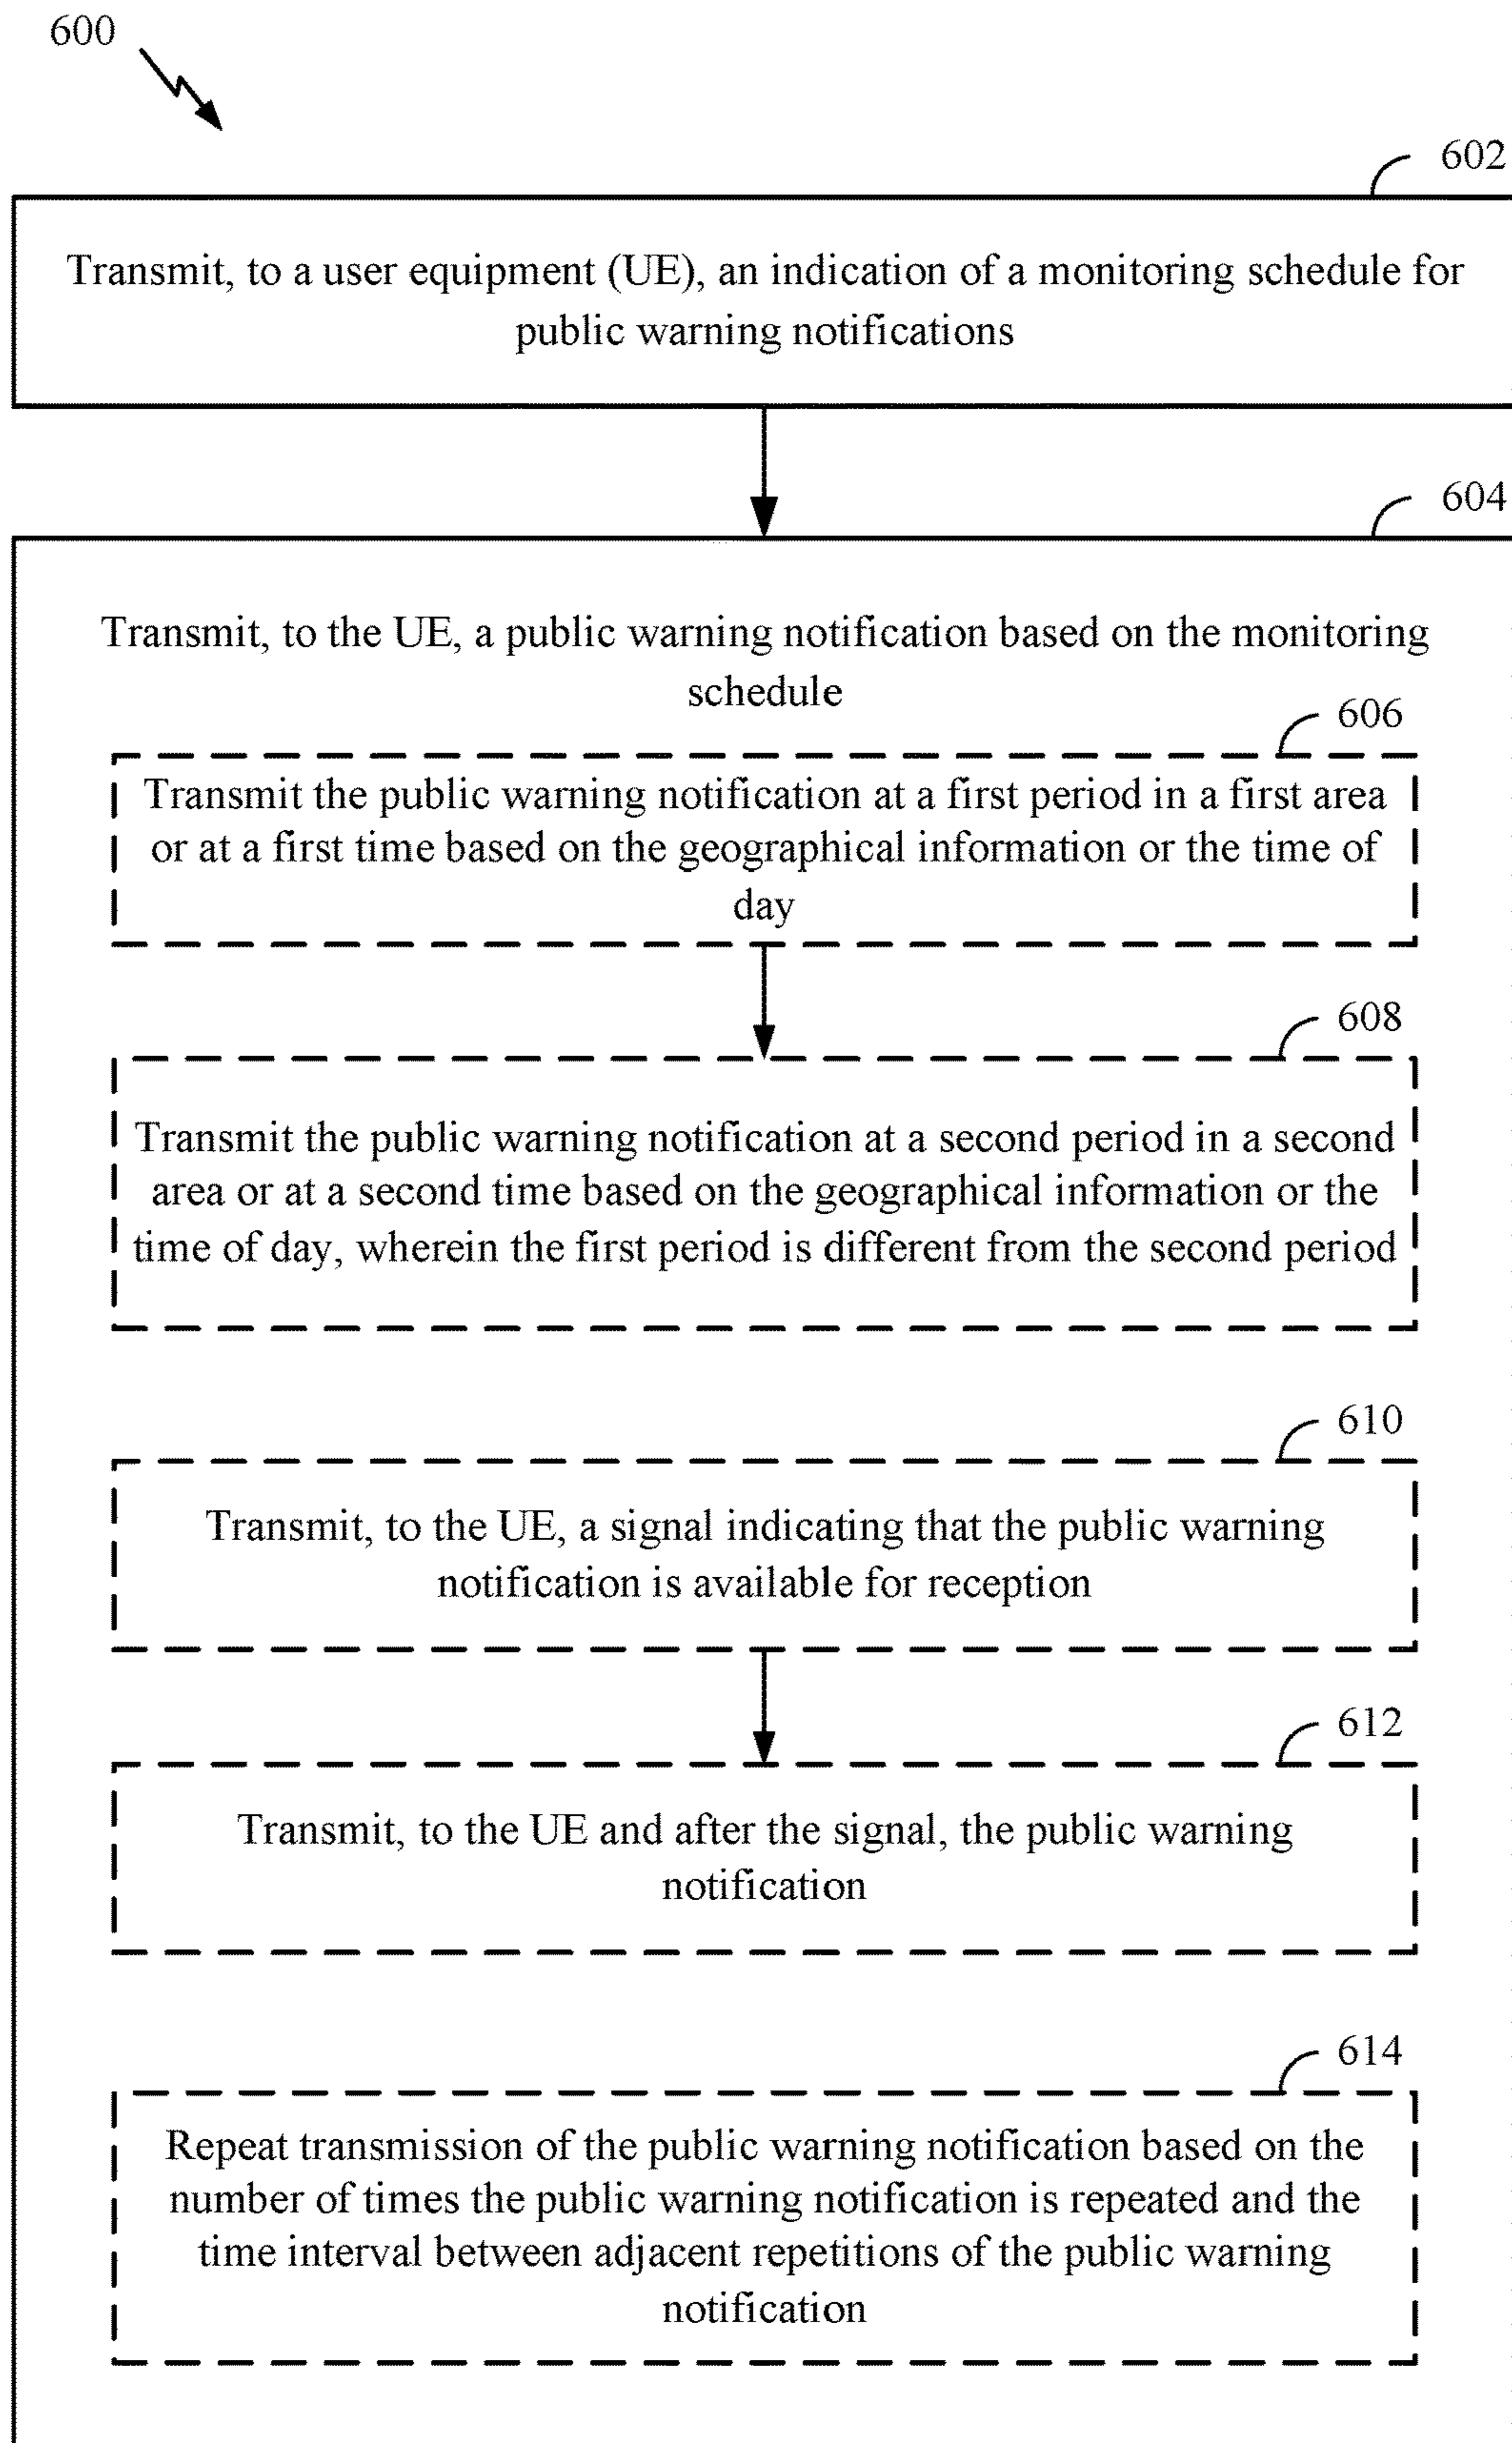 600
602
Transmit, to a user equipment (UE), an indication of a monitoring schedule for
public warning notifications
604
Transmit, to the UE, a public warning notification based on the monitoring
schedule
606
Transmit the public warning notification at a first period in a first area
or at a first time based on the geographical information or the time of
day
608
Transmit the public warning notification at a second period in a second
area or at a second time based on the geographical information or the
time of day, wherein the first period is different from the second period
610
Transmit, to the UE, a signal indicating that the public warning
notification is available for reception
612
Transmit, to the UE and after the signal, the public warning
notification
614
Repeat transmission of the public warning notification based on the
number of times the public warning notification is repeated and the
time interval between adjacent repetitions of the public warning
notification